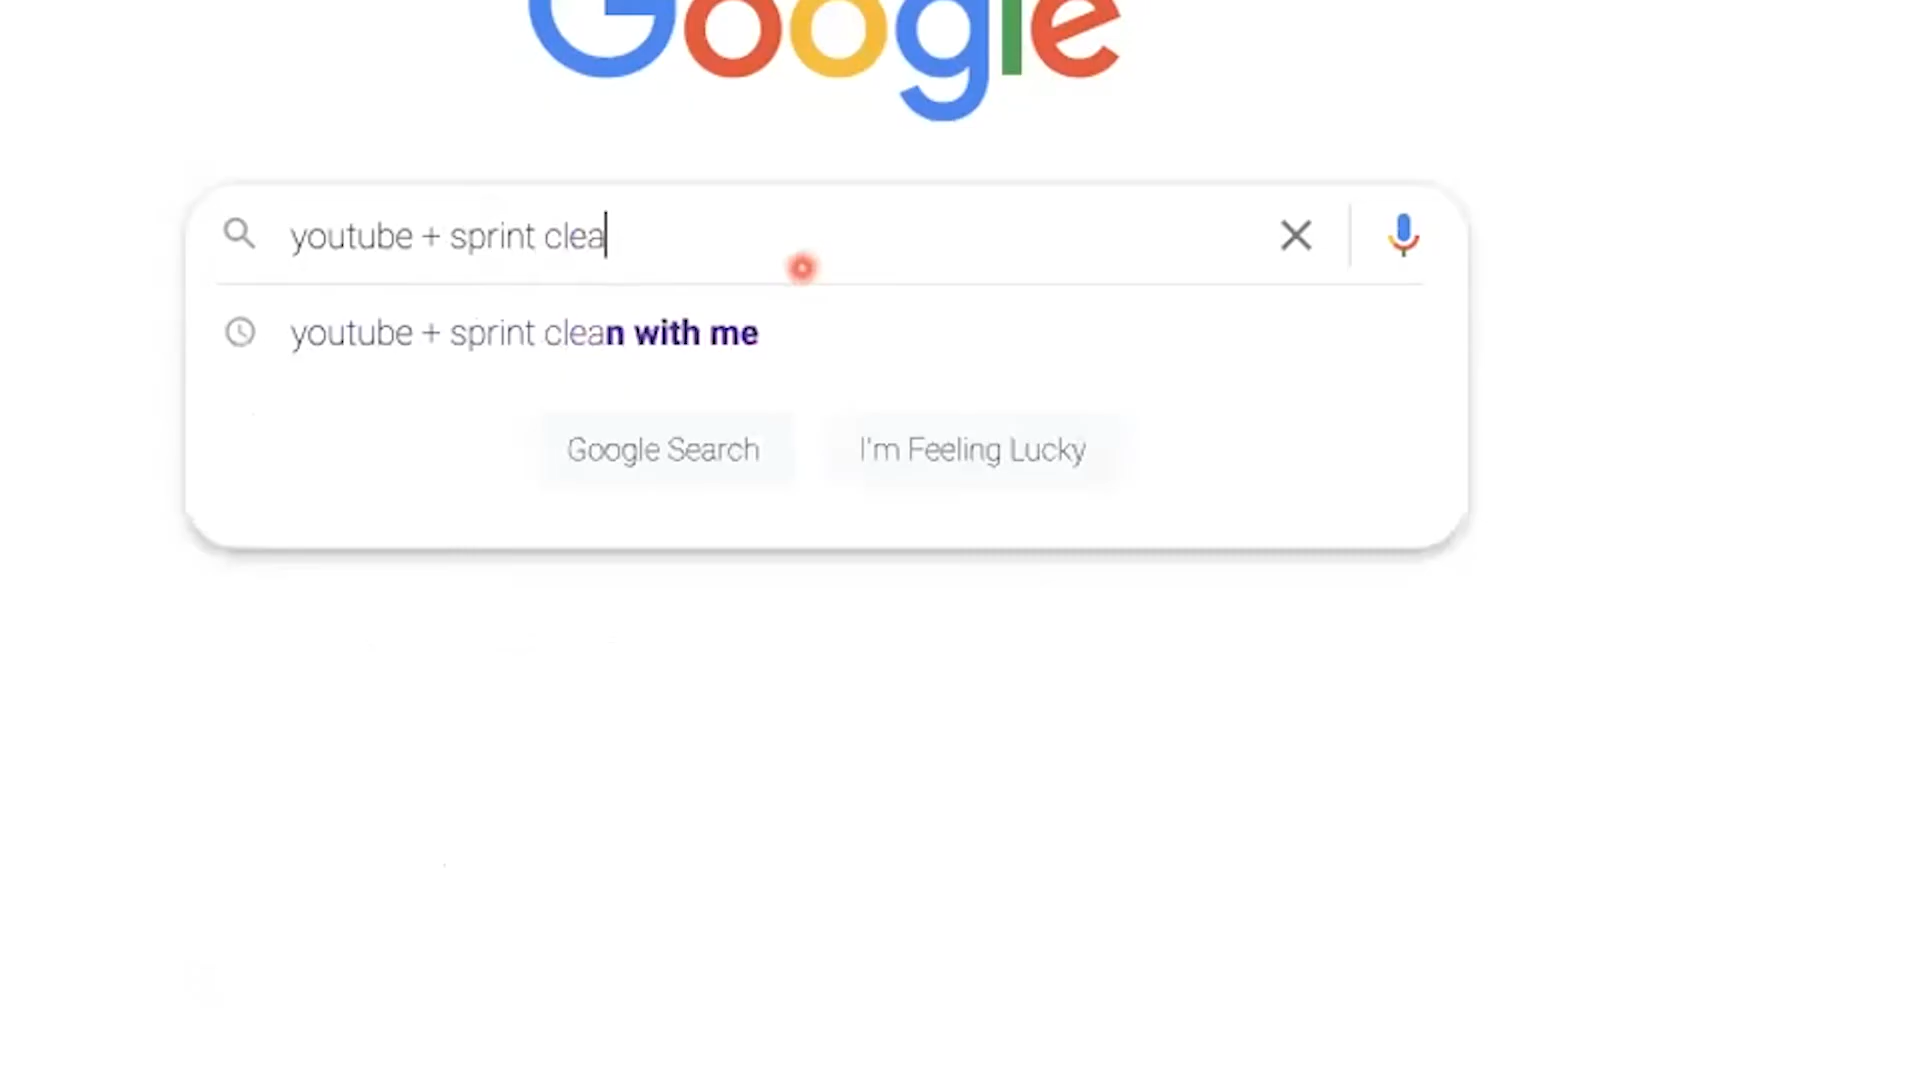 Google
youtube + sprint clea
youtube + sprint clean with me
Google Search
I'm Feeling Lucky